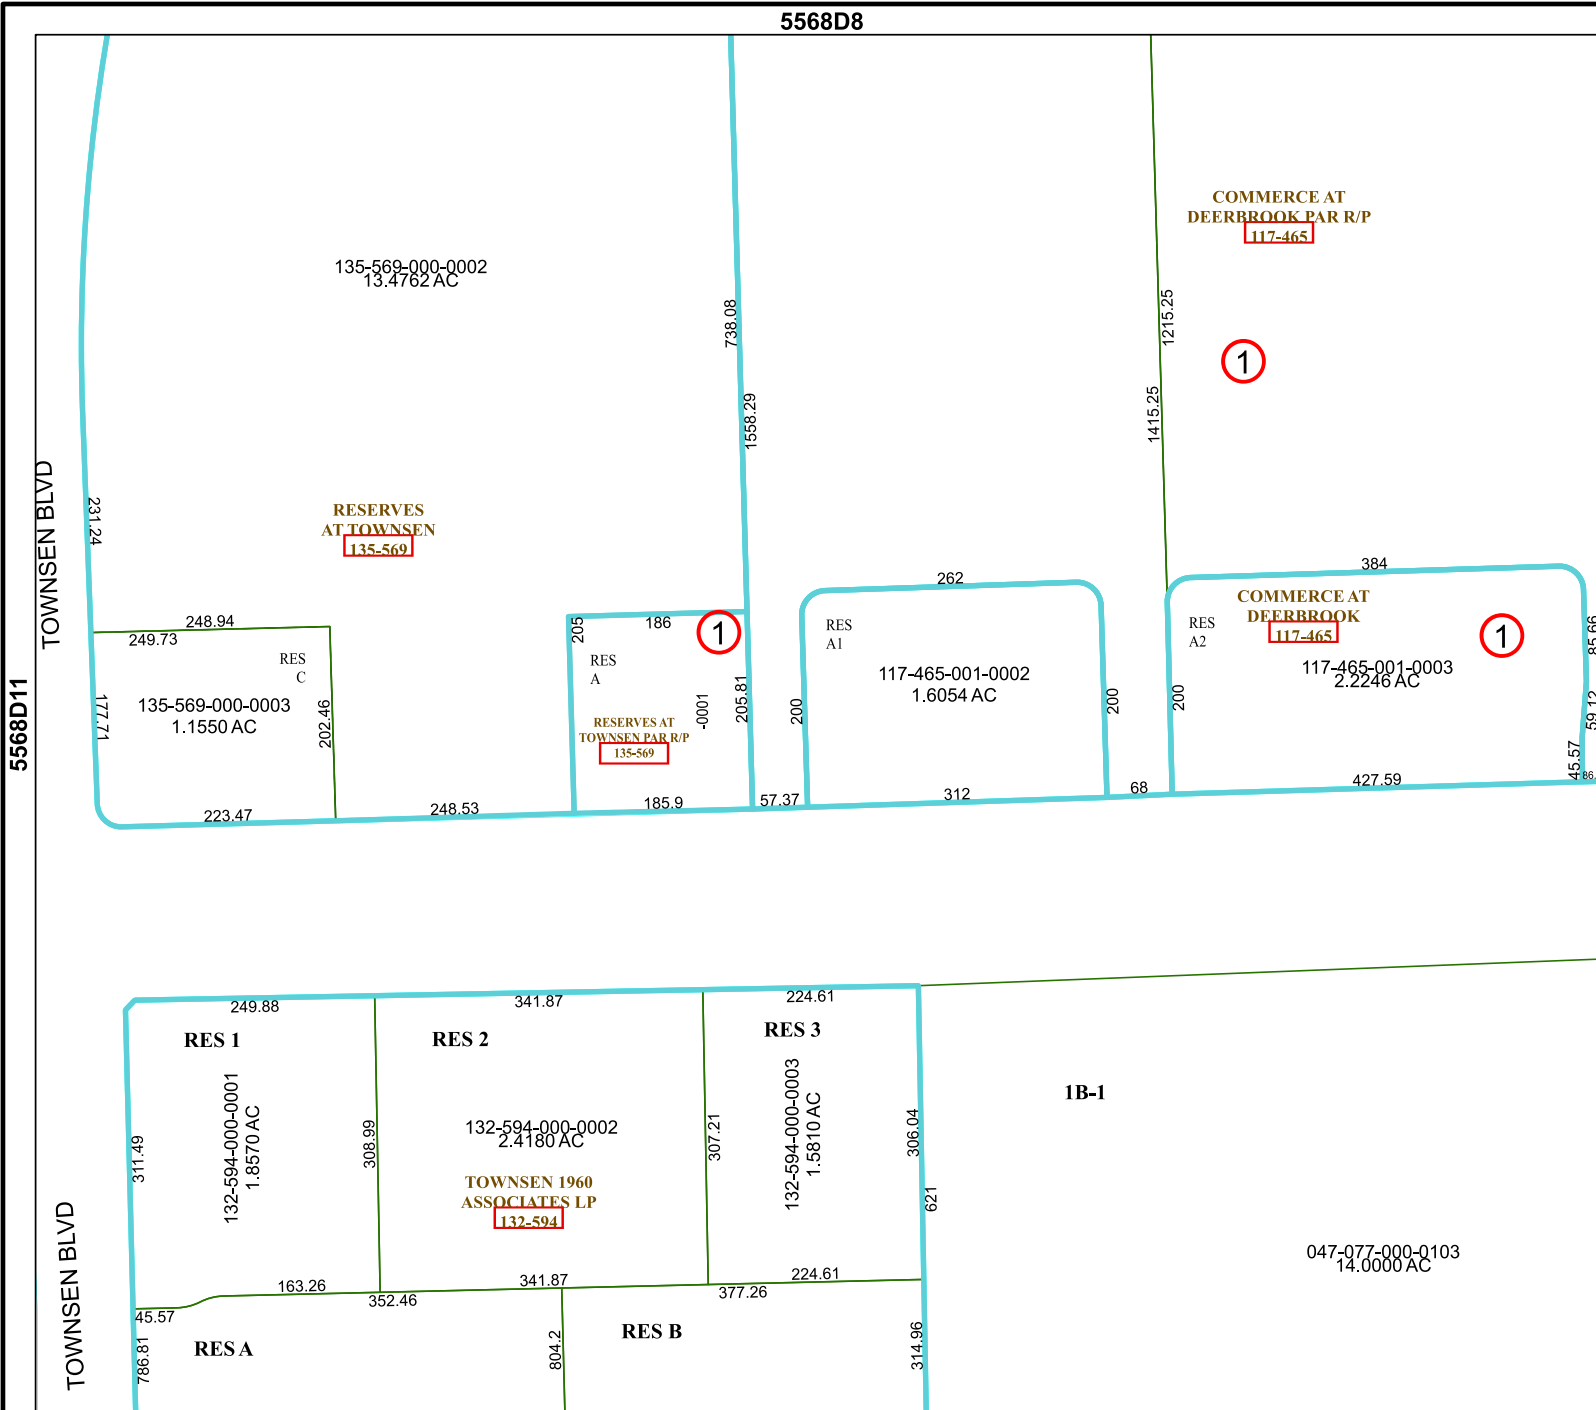 5568D8
COMMERCE AT
DEERBROOK PAR R/P
117-465
135-569-000-0002
13.4762 AC
738.08
1215.25
1
1558.29
1415.25
TOWNSEN BLVD
231.24
RESERVES
AT TOWNSEN
135-569
262
384
248.94
249.73
205
186
1
RES
A1
COMMERCE AT
DEERBROOK
117-465
RES
A2
1
85.66
RES
C
RES
A
117-465-001-0002
1.6054 AC
117-465-001-0003
2.2246 AC
5568D11
177.71
135-569-000-0003
1.1550 AC
202.46
-0001
205.81
200
200
200
59.12
RESERVES AT
TOWNSEN PAR R/P
135-569
45.57
86.
223.47
248.53
185.9
57.37
312
68
427.59
249.88
341.87
224.61
RES 1
RES 2
RES 3
1B-1
311.49
132-594-000-0001
1.8570 AC
308.99
132-594-000-0002
2.4180 AC
307.21
132-594-000-0003
1.5810 AC
306.04
621
TOWNSEN 1960
ASSOCIATES LP
132-594
TOWNSEN BLVD
047-077-000-0103
14.0000 AC
163.26
341.87
224.61
45.57
352.46
377.26
786.81
RES A
804.2
RES B
314.96